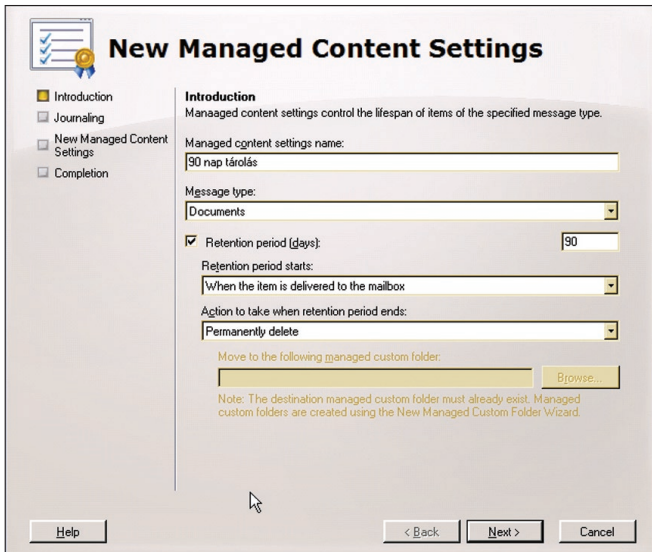 New Managed Content Settings
Introduction
Journaling
New Managed Content
Settings
Completion
Introduction
Manaaged content settings control the lifespan of items of the specified message type.
Managed content settings name:
90 nap tárolás
Message type:
Documents
Retention period (days):
90
Retention period starts:
When the item is delivered to the mailbox
Action to take when retention period ends:
Permanently delete
Move to the following managed custom folder:
Browse...
Note: The destination managed custom folder must already exist. Managed
custom folders are created using the New Managed Custom Folder Wizard.
Help
< Back
Next >
Cancel